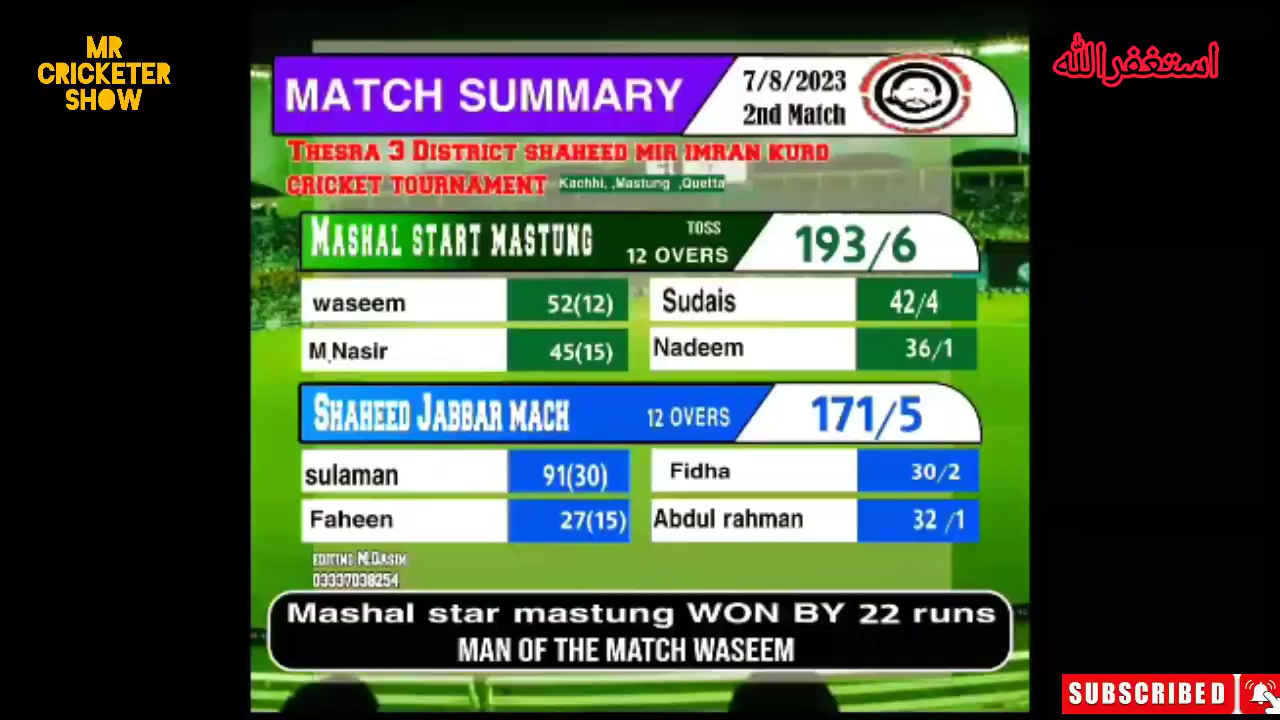 MR
CRICKETER
SHOW
استغفرالله
MATCH SUMMARY
7/8/2023
2nd Match
THESRA 3 DISTRICT SHAHEED MIR IMRAN KURD
CRICKET TOURNAMENT Kachhi, ,Mastung ,Quetta
MASHAL START MASTUNG TOSS 12 OVERS 193/6
waseem 52(12) Sudais 42/4
M,Nasir 45(15) Nadeem 36/1
SHAHEED JABBAR MACH 12 OVERS 171/5
sulaman 91(30) Fidha 30/2
Faheen 27(15) Abdul rahman 32 /1
EDITING M.QASIM
03337038254
Mashal star mastung WON BY 22 runs
MAN OF THE MATCH WASEEM
SUBSCRIBED